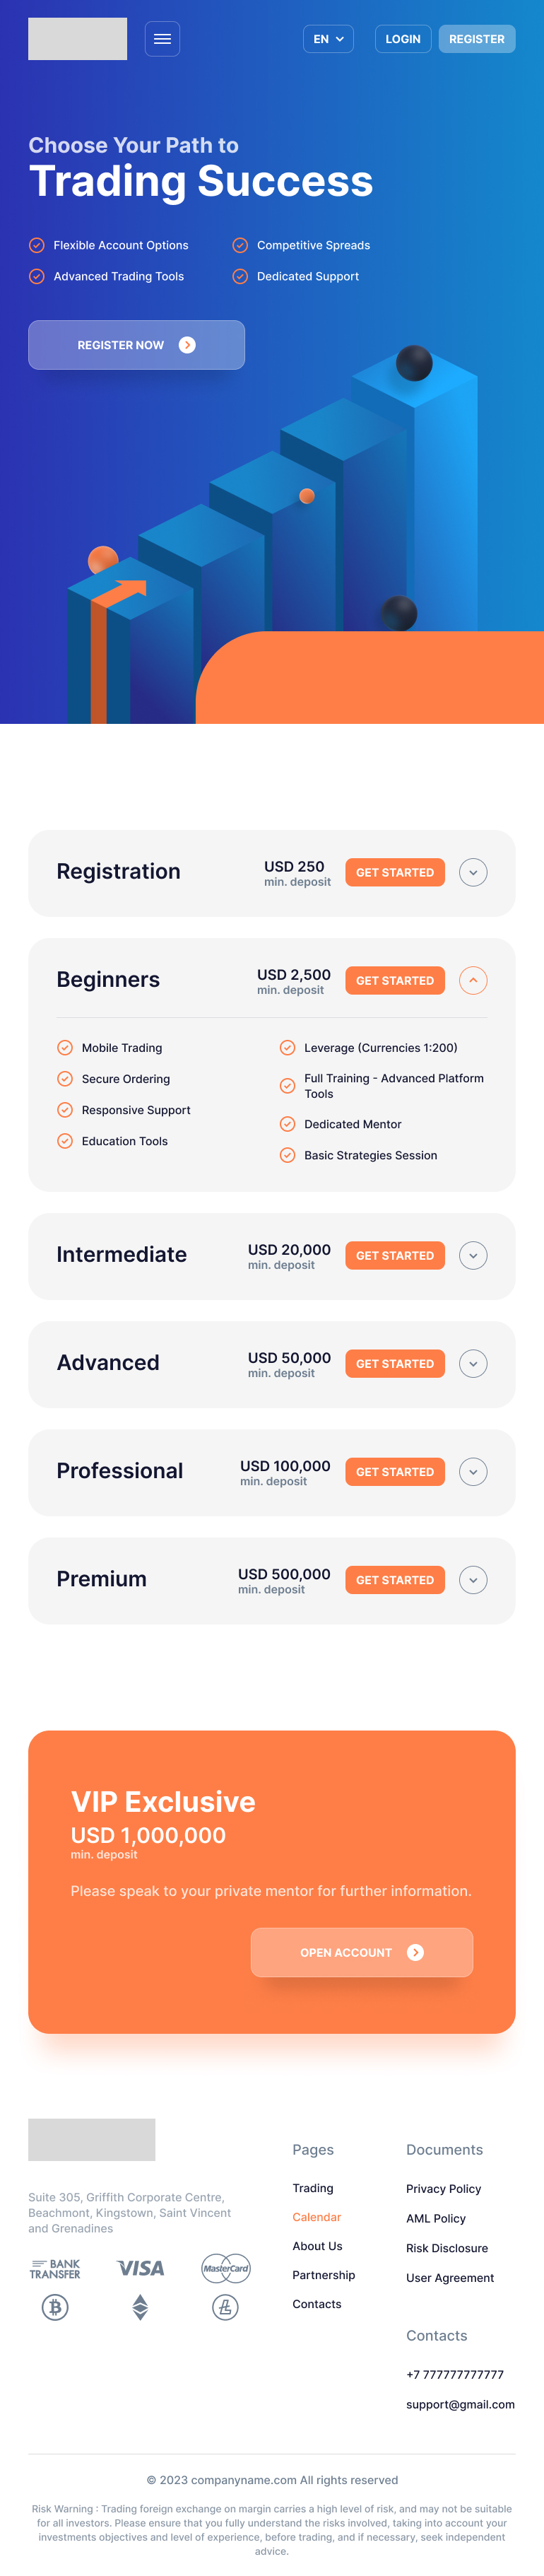 EN
LOGIN
REGISTER
Choose Your Path to
Trading Success
Flexible Account Options
Competitive Spreads
Advanced Trading Tools
Dedicated Support
REGISTER NOW
Registration
USD 250
min. deposit
GET STARTED
Beginners
USD 2,500
min. deposit
GET STARTED
Mobile Trading
Secure Ordering
Responsive Support
Education Tools
Leverage (Currencies 1:200)
Full Training - Advanced Platform
Tools
Dedicated Mentor
Basic Strategies Session
Intermediate
USD 20,000
min. deposit
GET STARTED
Advanced
USD 50,000
min. deposit
GET STARTED
Professional
USD 100,000
min. deposit
GET STARTED
Premium
USD 500,000
min. deposit
GET STARTED
VIP Exclusive
USD 1,000,000
min. deposit
Please speak to your private mentor for further information.
OPEN ACCOUNT
Suite 305, Griffith Corporate Centre,
Beachmont, Kingstown, Saint Vincent
and Grenadines
BANK
TRANSFER
VISA
MasterCard
Pages
Trading
Calendar
About Us
Partnership
Contacts
Documents
Privacy Policy
AML Policy
Risk Disclosure
User Agreement
Contacts
+7 777777777777
support@gmail.com
© 2023 companyname.com All rights reserved
Risk Warning : Trading foreign exchange on margin carries a high level of risk, and may not be suitable
for all investors. Please ensure that you fully understand the risks involved, taking into account your
investments objectives and level of experience, before trading, and if necessary, seek independent
advice.